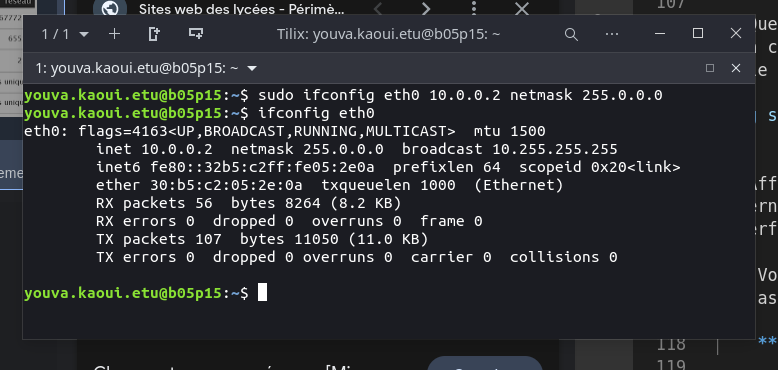 réseau
67772
107
Sites web des lycées - Périmè...
655
1 / 1
Tilix: youva.kaoui.etu@b05p15: ~
1: youva.kaoui.etu@b05p15: ~
youva.kaoui.etu@b05p15:~$ sudo ifconfig eth0 10.0.0.2 netmask 255.0.0.0
youva.kaoui.etu@b05p15:~$ ifconfig eth0
eth0: flags=4163<UP,BROADCAST,RUNNING,MULTICAST>  mtu 1500
        inet 10.0.0.2  netmask 255.0.0.0  broadcast 10.255.255.255
        inet6 fe80::32b5:c2ff:fe05:2e0a  prefixlen 64  scopeid 0x20<link>
        ether 30:b5:c2:05:2e:0a  txqueuelen 1000  (Ethernet)
        RX packets 56  bytes 8264 (8.2 KB)
        RX errors 0  dropped 0  overruns 0  frame 0
        TX packets 107  bytes 11050 (11.0 KB)
        TX errors 0  dropped 0 overruns 0  carrier 0  collisions 0
youva.kaoui.etu@b05p15:~$
118
**
119